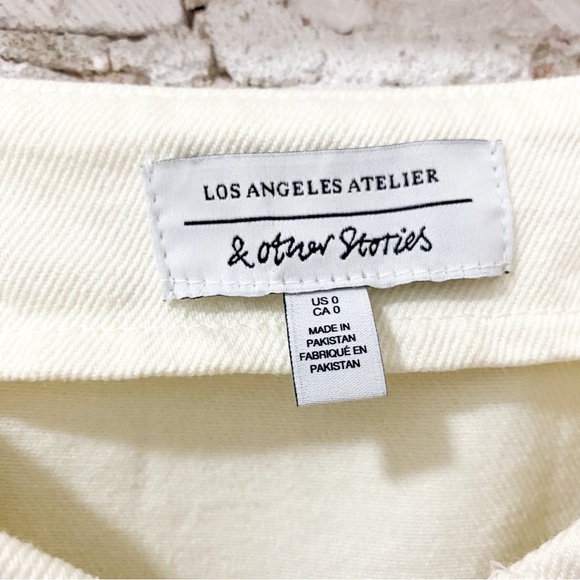 LOS ANGELES ATELIER
& other Stories
US 0
CA 0
MADE IN
PAKISTAN
FABRIQUÉ EN
PAKISTAN